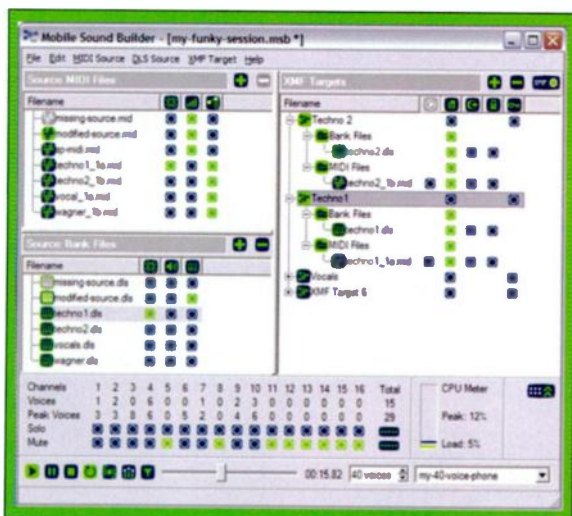 Mobile Sound Builder - [my-funky-session.msb *]
File Edit MIDI Source DLS Source XMF Target Help
Source MIDI Files
Filename
missing-source.mid
modified-source.mid
sp-midi.mid
techno1_1a.mid
techno2_1b.mid
vocal_1a.mid
wagner_1b.mid
Source Bank Files
Filename
missing-source.dls
modified-source.dls
techno1.dls
techno2.dls
vocals.dls
wagner.dls
XMF Targets
Filename
Techno 2
Bank Files
techno2.dls
MIDI Files
techno2_1b.mid
Techno1
Bank Files
techno1.dls
MIDI Files
techno1_1a.mid
Vocals
XMF Target 6
Channels 1 2 3 4 5 6 7 8 9 10 11 12 13 14 15 16 Total
Voices 1 2 0 6 0 0 1 0 2 3 0 0 0 0 0 0 15
Peak Voices 3 3 8 6 0 5 2 0 4 6 0 0 0 0 0 0 29
Solo
Mute
CPU Meter
Peak: 12%
Load: 5%
00:15.82 40 voices my-40-voice-phone